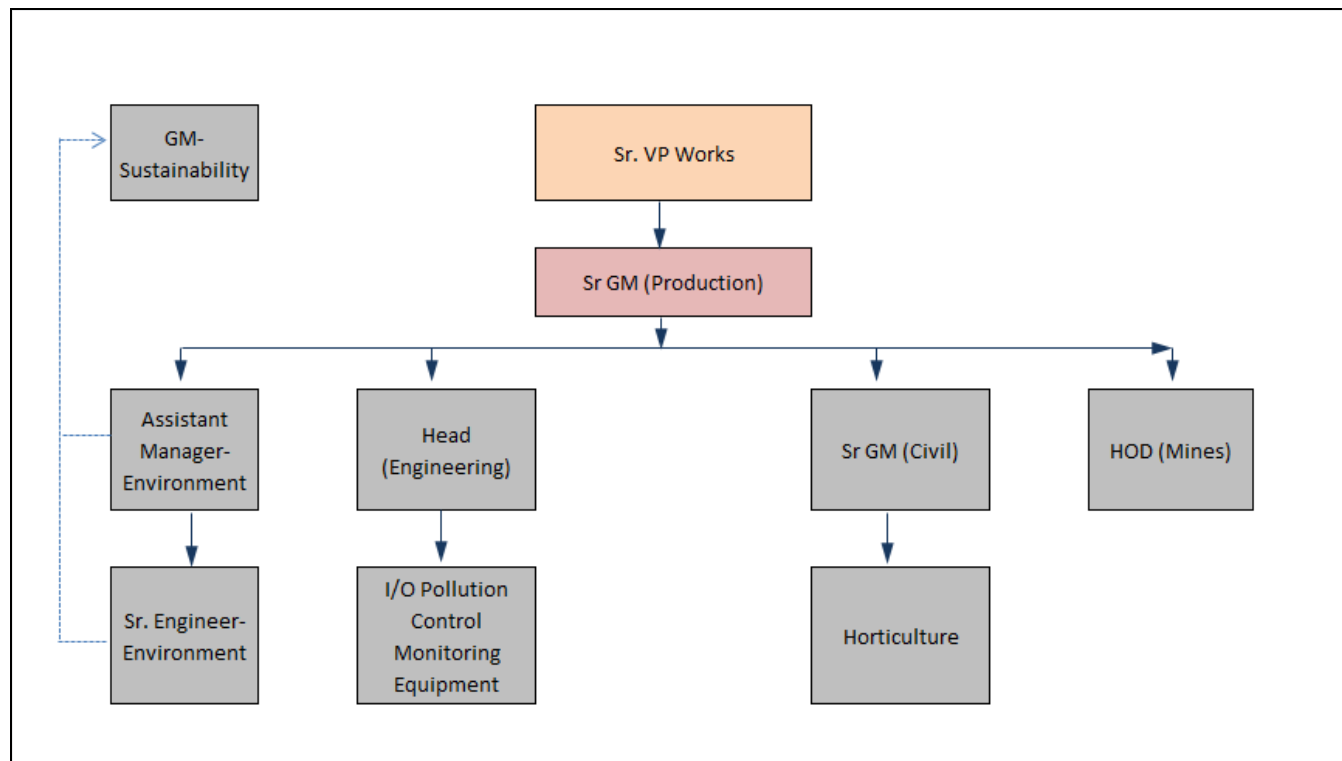 GM-
Sustainability
Sr. VP Works
Sr GM (Production)
Assistant
Manager-
Environment
Head
(Engineering)
Sr GM (Civil)
HOD (Mines)
Sr. Engineer-
Environment
I/O Pollution
Control
Monitoring
Equipment
Horticulture